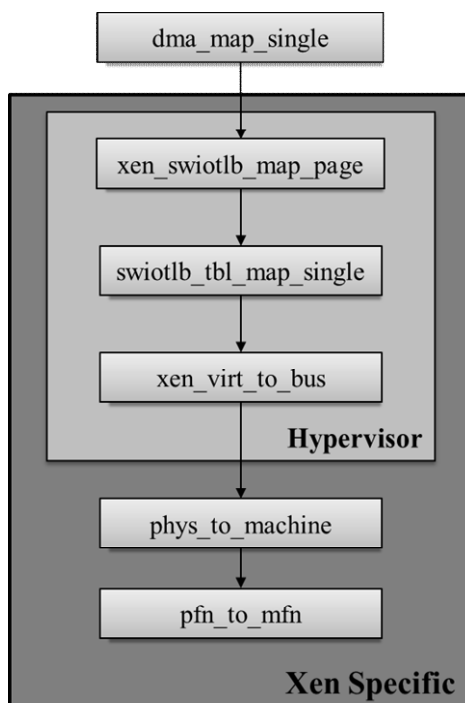 dma_map_single
xen_swiotlb_map_page
swiotlb_tbl_map_single
xen_virt_to_bus
Hypervisor
phys_to_machine
pfn_to_mfn
Xen Specific